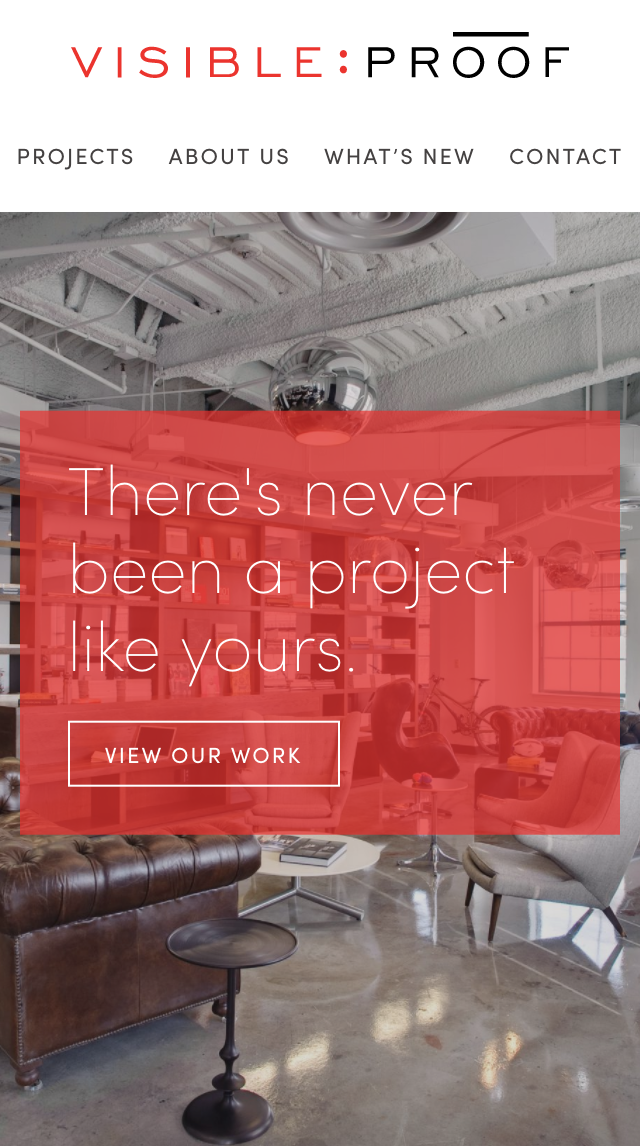 VISIBLE:PROOF
PROJECTS ABOUT US WHAT’S NEW CONTACT
There's never
been a project
like yours.
VIEW OUR WORK